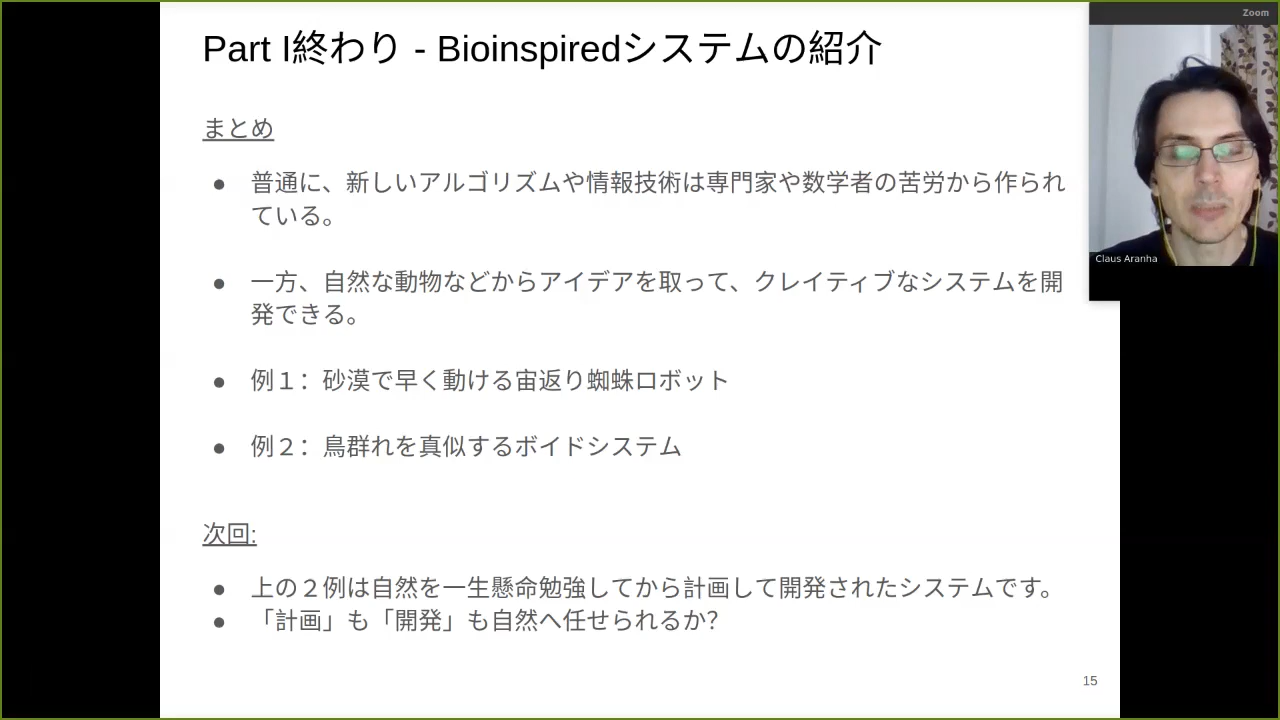 Part I終わり - Bioinspiredシステムの紹介
Zoom
まとめ
● 普通に、新しいアルゴリズムや情報技術は専門家や数学者の苦労から作られ
ている。
● 一方、自然な動物などからアイデアを取って、クレイティブなシステムを開
発できる。
● 例１：砂漠で早く動ける宙返り蜘蛛ロボット
● 例２：鳥群れを真似するボイドシステム
次回:
● 上の２例は自然を一生懸命勉強してから計画して開発されたシステムです。
● 「計画」も「開発」も自然へ任せられるか?
15
Claus Aranha